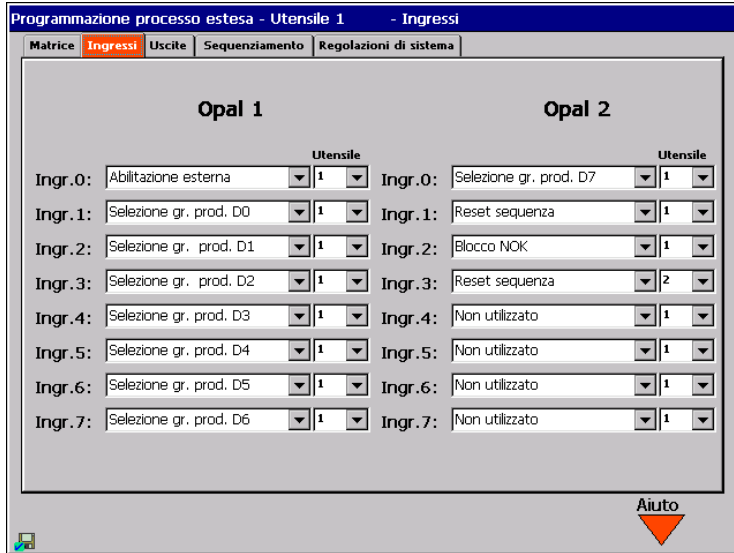 Programmazione processo estesa - Utensile 1 - Ingressi
Matrice Ingressi Uscite Sequenziamento Regolazioni di sistema
Opal 1 Opal 2
Utensile Utensile
Ingr.0: Abilitazione esterna 1 Ingr.0: Selezione gr. prod. D7 1
Ingr.1: Selezione gr. prod. D0 1 Ingr.1: Reset sequenza 1
Ingr.2: Selezione gr. prod. D1 1 Ingr.2: Blocco NOK 1
Ingr.3: Selezione gr. prod. D2 1 Ingr.3: Reset sequenza 2
Ingr.4: Selezione gr. prod. D3 1 Ingr.4: Non utilizzato 1
Ingr.5: Selezione gr. prod. D4 1 Ingr.5: Non utilizzato 1
Ingr.6: Selezione gr. prod. D5 1 Ingr.6: Non utilizzato 1
Ingr.7: Selezione gr. prod. D6 1 Ingr.7: Non utilizzato 1
Aiuto